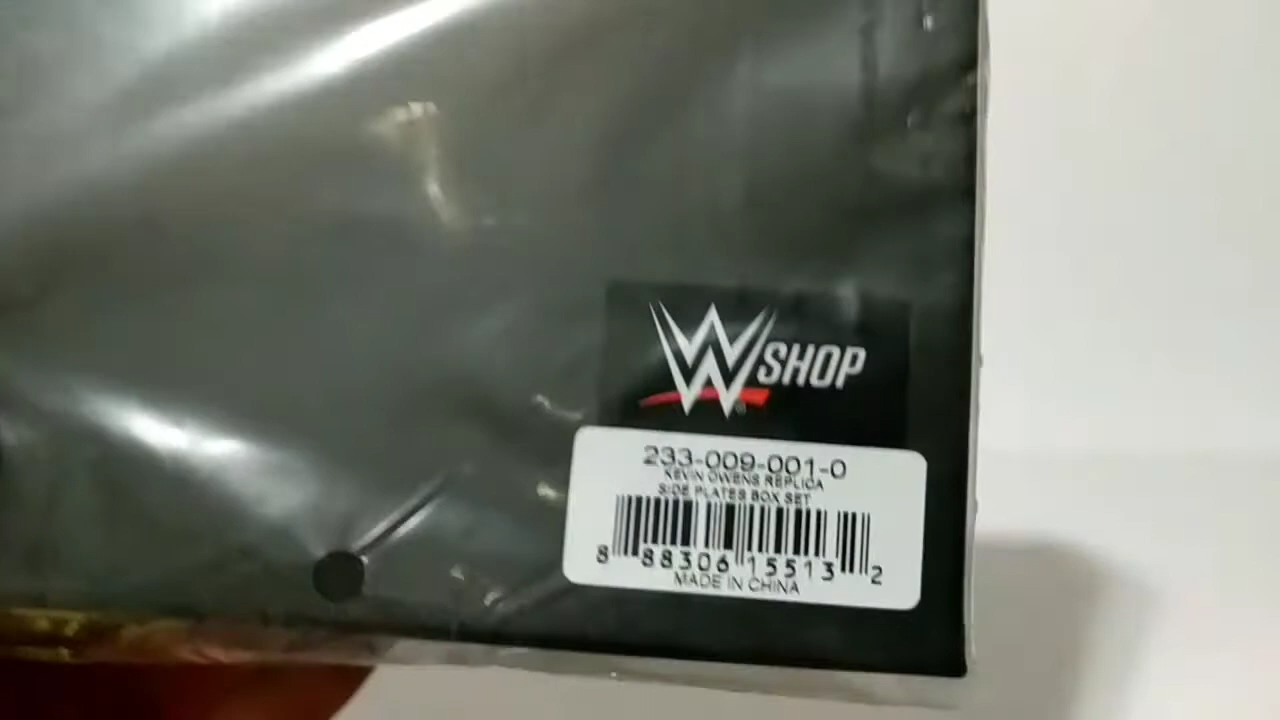 W SHOP
233-009-001-0
KEVIN OWENS REPLICA
SIDE PLATES BOX SET
8 88306 15513 2
MADE IN CHINA